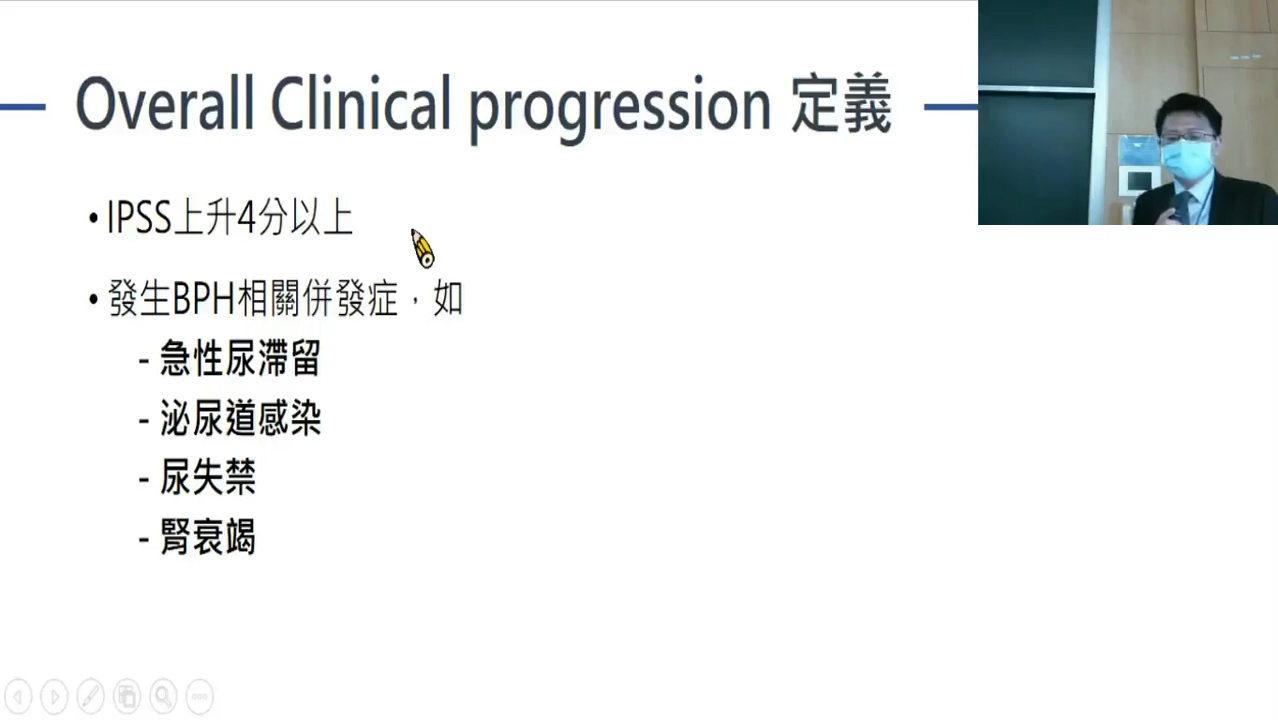 Overall Clinical progression 定義
•IPSS上升4分以上
•發生BPH相關併發症，如
- 急性尿滯留
- 泌尿道感染
- 尿失禁
- 腎衰竭